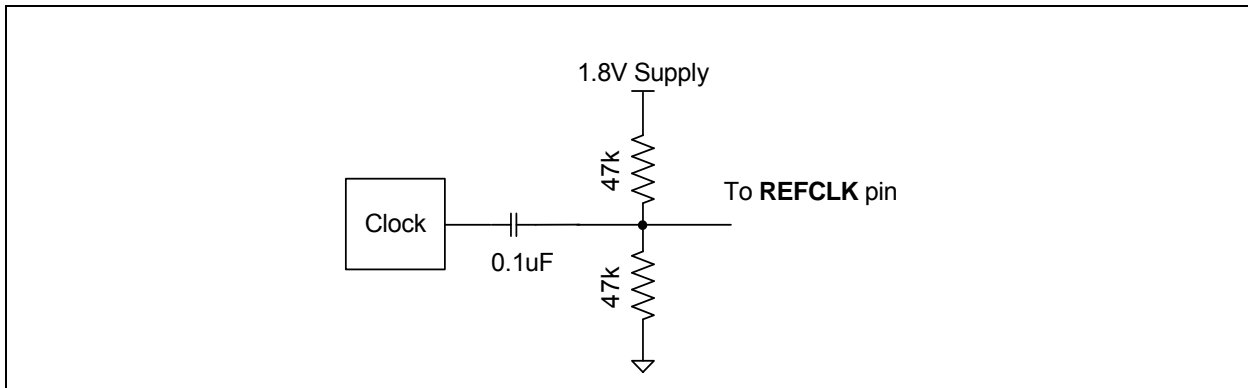 1.8V Supply
47k
To REFCLK pin
Clock
0.1uF
47k